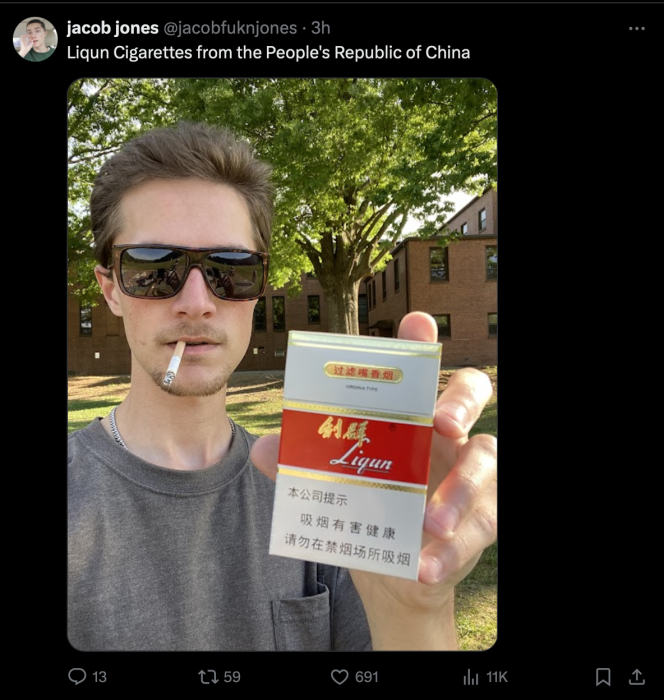 jacob jones @jacobfuknjones · 3h
Liqun Cigarettes from the People's Republic of China
过滤嘴香烟
VIRGINIA TYPE
利群
Liqun
本公司提示
吸烟有害健康
请勿在禁烟场所吸烟
13 59 691 11K